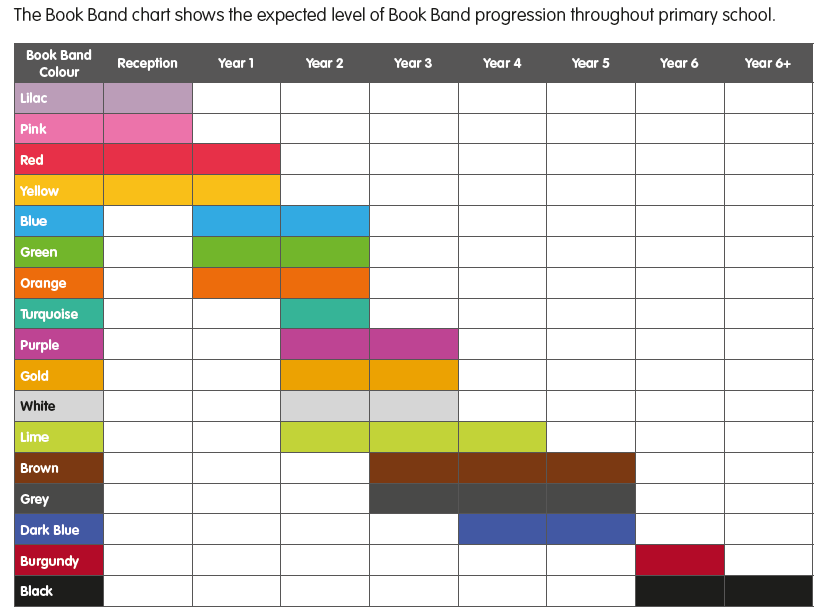 The Book Band chart shows the expected level of Book Band progression throughout primary school.
Book Band Colour Reception Year 1 Year 2 Year 3 Year 4 Year 5 Year 6 Year 6+
Lilac
Pink
Red
Yellow
Blue
Green
Orange
Turquoise
Purple
Gold
White
Lime
Brown
Grey
Dark Blue
Burgundy
Black